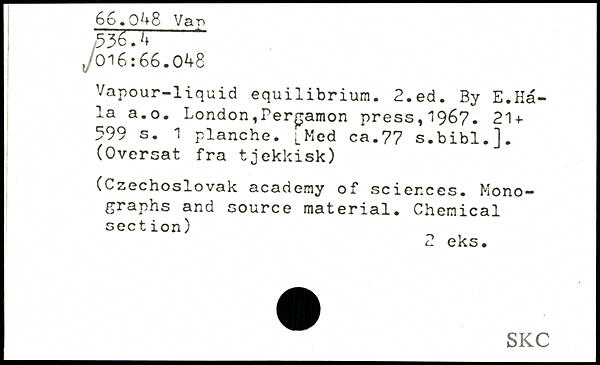 66.048 Vap
536.4
016:66.048
Vapour-liquid equilibrium. 2.ed. By E.Há-
la a.o. London,Pergamon press,1967. 21+
599 s. 1 planche. [Med ca.77 s.bibl.].
(Oversat fra tjekkisk)
(Czechoslovak academy of sciences. Mono-
graphs and source material. Chemical
section)
2 eks.
SKC